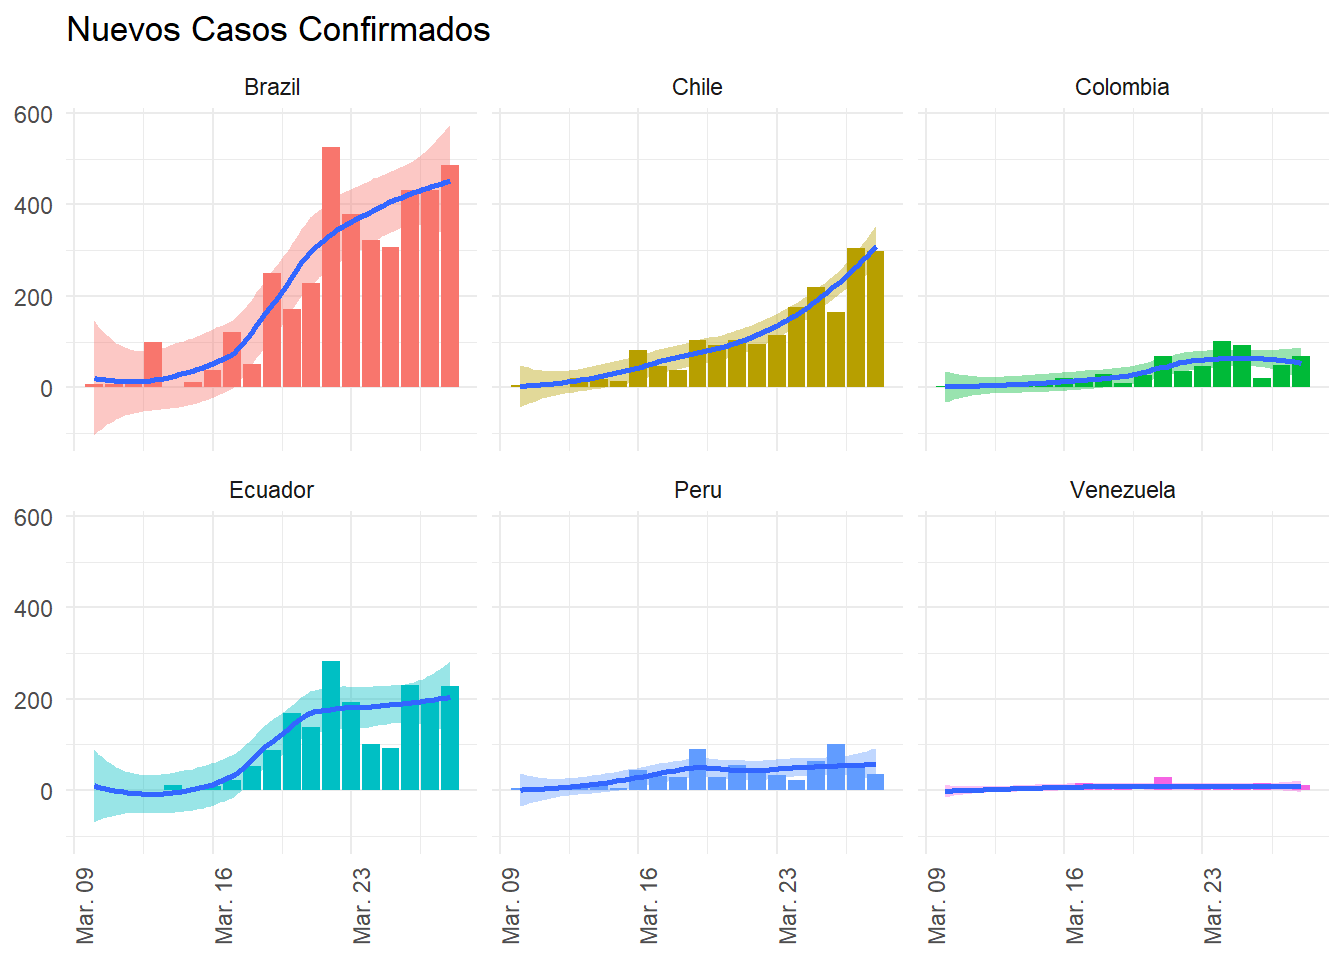 Nuevos Casos Confirmados
Brazil
Chile
Colombia
600
400
200
0
Ecuador
Peru
Venezuela
600
400
200
0
Mar. 09
Mar. 16
Mar. 23
Mar. 09
Mar. 16
Mar. 23
Mar. 09
Mar. 16
Mar. 23